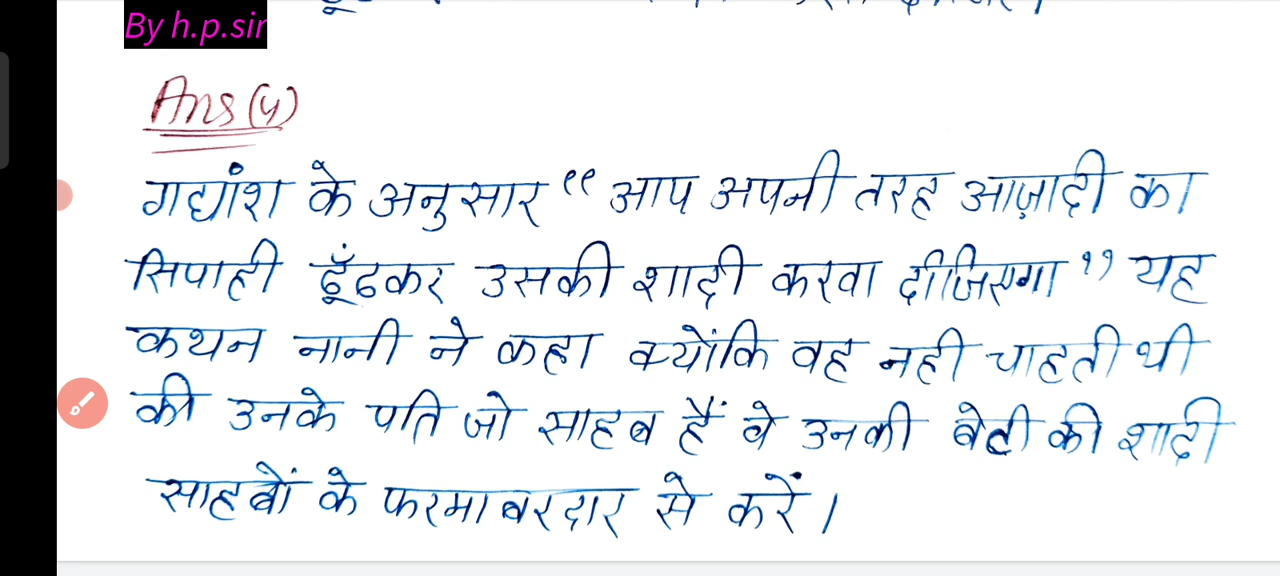 By h.p.sir
Ans (4)
गद्यांश के अनुसार “ आप अपनी तरह आज़ादी का
सिपाही ढूँढकर उसकी शादी करवा दीजिएगा ” यह
कथन नानी ने कहा क्योंकि वह नही चाहती थी
की उनके पति जो साहब हैं वे उनकी बेटी की शादी
साहबों के फरमाबरदार से करें।